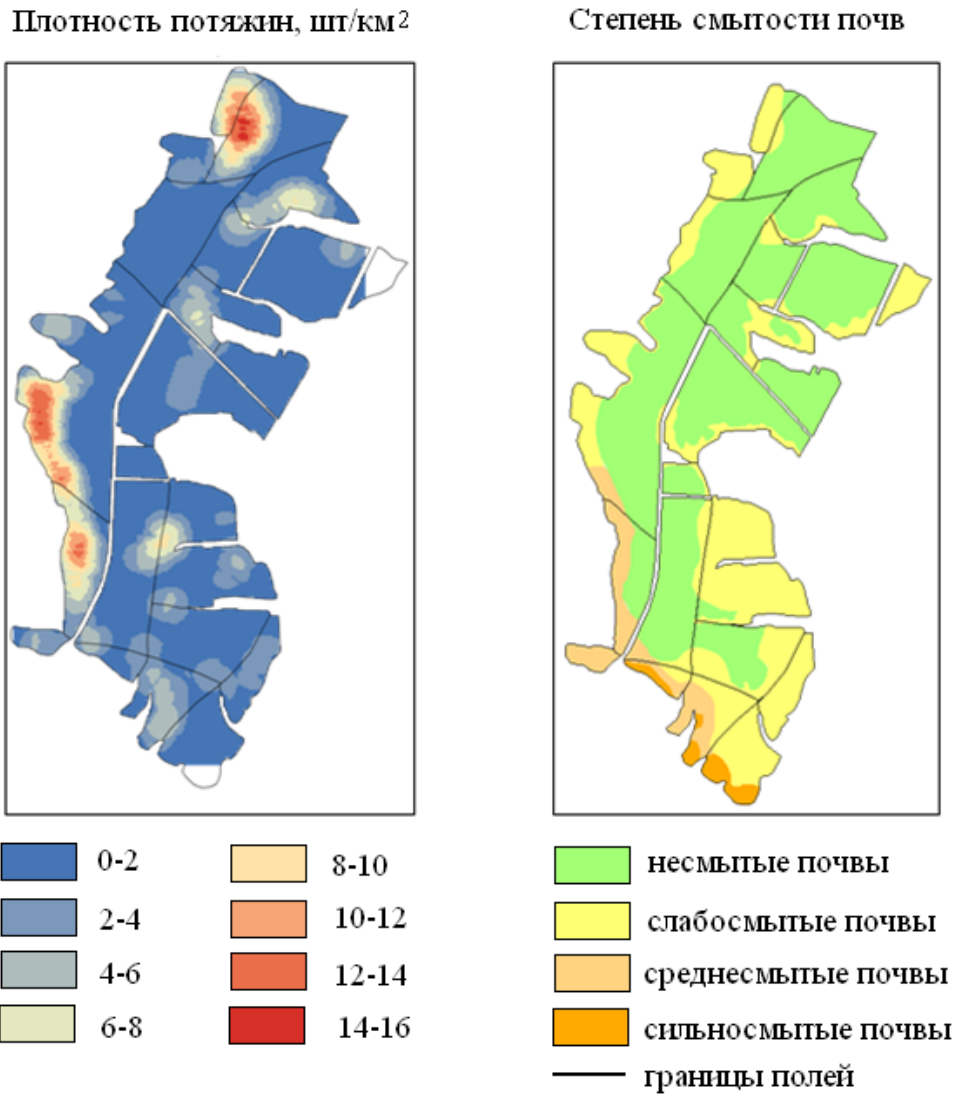 Плотность потяжин, шт/км2
Степень смытости почв
0-2
2-4
4-6
6-8
8-10
10-12
12-14
14-16
несмытые почвы
слабосмытые почвы
среднесмытые почвы
сильносмытые почвы
границы полей